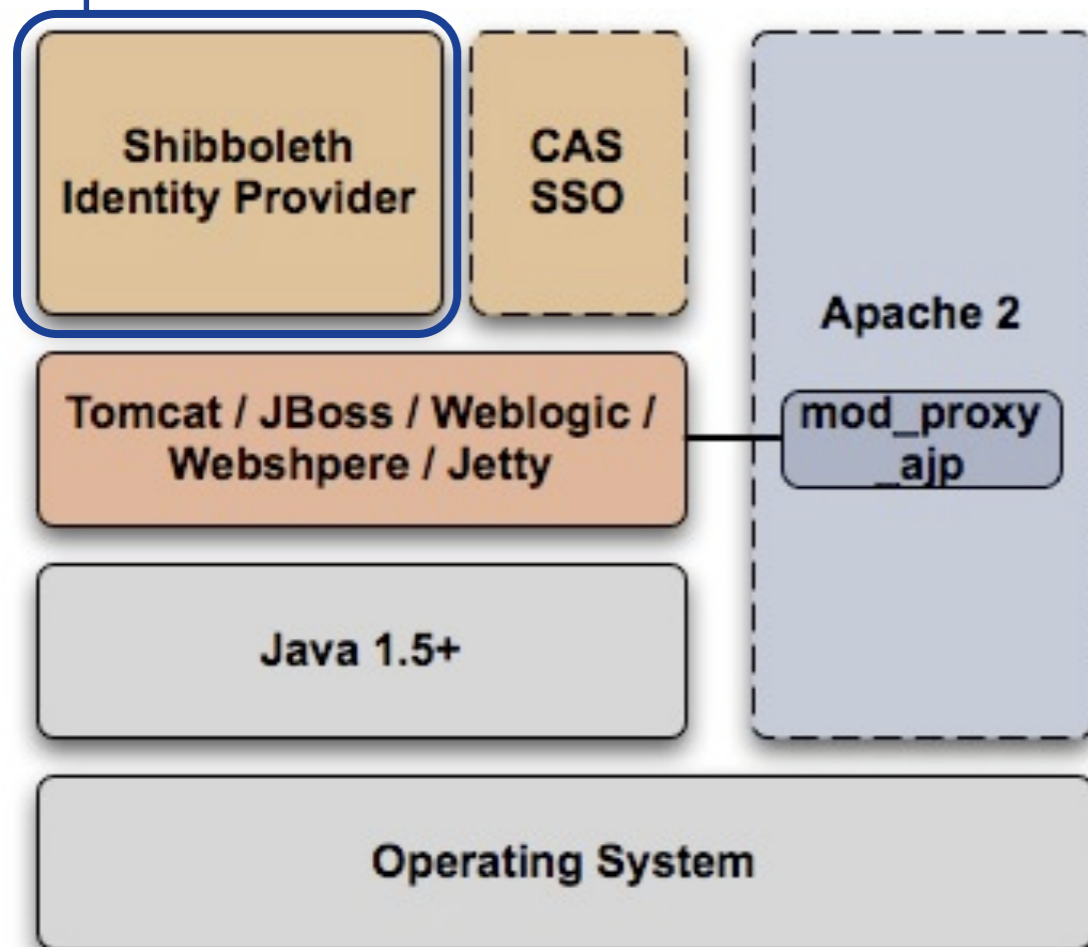 Shibboleth
Identity Provider
CAS
SSO
Apache 2
mod_proxy
_ajp
Tomcat / JBoss / Weblogic /
Webshpere / Jetty
Java 1.5+
Operating System